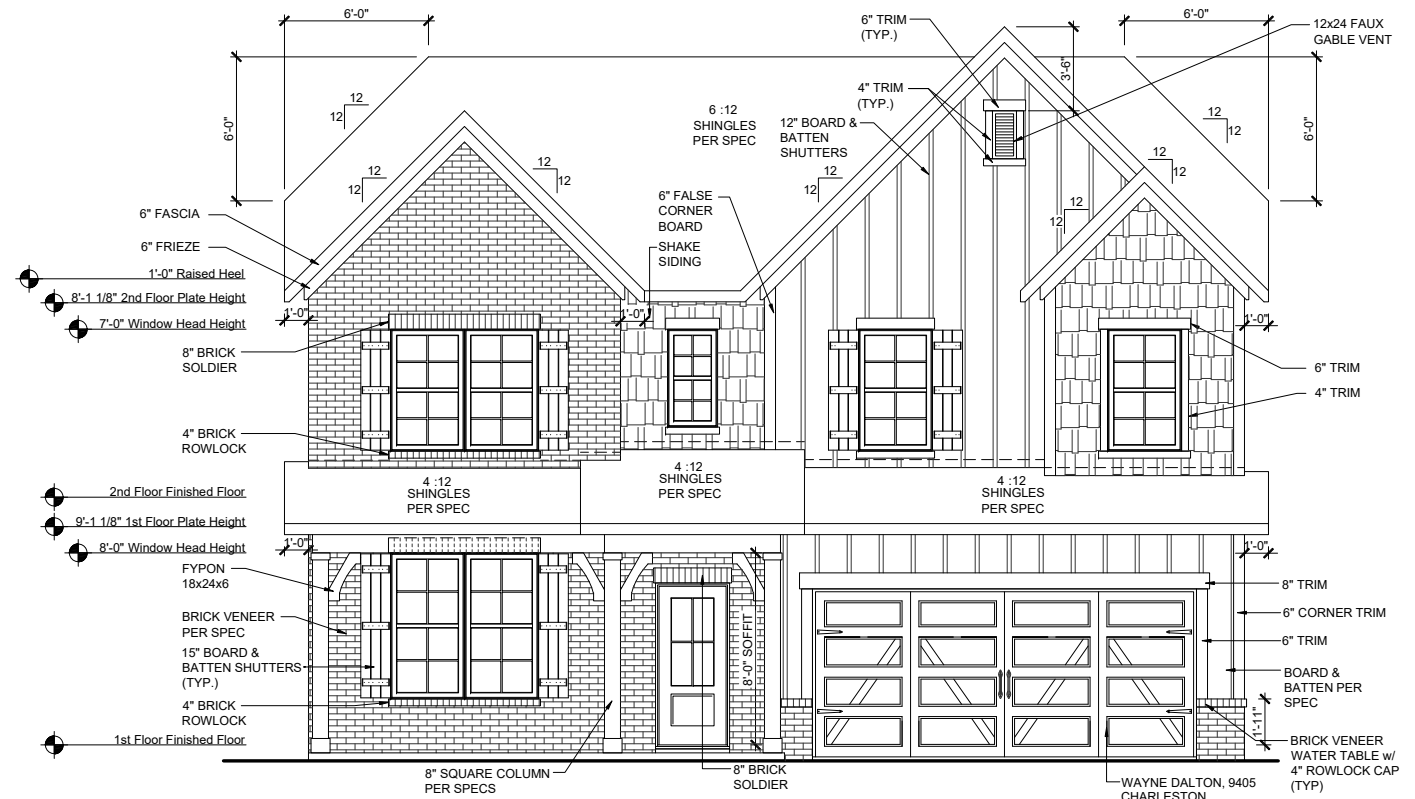 6'-0"
6" TRIM
(TYP.)
6'-0"
12x24 FAUX
GABLE VENT
3'-6"
4" TRIM
(TYP.)
12
12
6'-0"
6 :12
SHINGLES
PER SPEC
12" BOARD &
BATTEN
SHUTTERS
12
12
6'-0"
12
12
12
12
12
12
12
12
12
12
6" FALSE
CORNER
BOARD
6" FASCIA
6" FRIEZE
SHAKE
SIDING
1'-0" Raised Heel
8'-1 1/8" 2nd Floor Plate Height
7'-0" Window Head Height
1'-0"
1'-0"
1'-0"
8" BRICK
SOLDIER
6" TRIM
4" TRIM
4" BRICK
ROWLOCK
4 :12
SHINGLES
PER SPEC
4 :12
SHINGLES
PER SPEC
4 :12
SHINGLES
PER SPEC
2nd Floor Finished Floor
9'-1 1/8" 1st Floor Plate Height
8'-0" Window Head Height
1'-0"
1'-0"
FYPON
18x24x6
8" TRIM
BRICK VENEER
PER SPEC
6" CORNER TRIM
6" TRIM
8'-0" SOFFIT
15" BOARD &
BATTEN SHUTTERS
(TYP.)
BOARD &
BATTEN PER
SPEC
4" BRICK
ROWLOCK
1'-11"
1st Floor Finished Floor
BRICK VENEER
WATER TABLE w/
4" ROWLOCK CAP
(TYP)
8" SQUARE COLUMN
PER SPECS
8" BRICK
SOLDIER
WAYNE DALTON, 9405
CHARLESTON